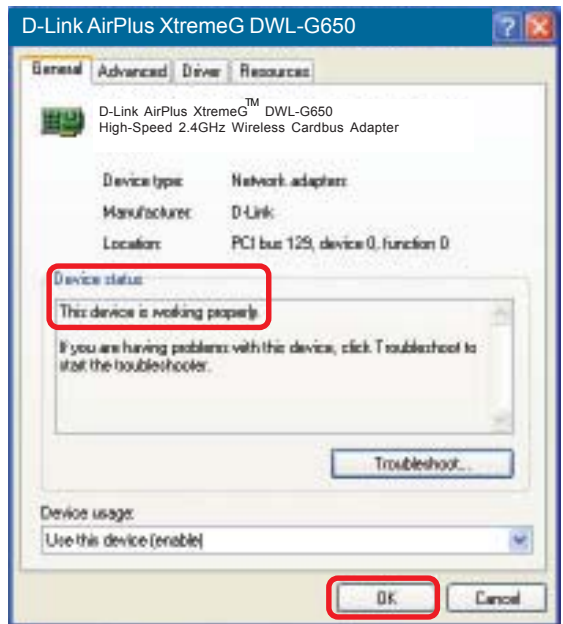 D-Link AirPlus XtremeG DWL-G650
General Advanced Driver Resources
D-Link AirPlus XtremeG™ DWL-G650
High-Speed 2.4GHz Wireless Cardbus Adapter
Device type: Network adapters
Manufacturer: D-Link
Location: PCI bus 129, device 0, function 0
Device status
This device is working properly.
If you are having problems with this device, click Troubleshoot to
start the troubleshooter.
Troubleshoot...
Device usage:
Use this device (enable)
OK Cancel